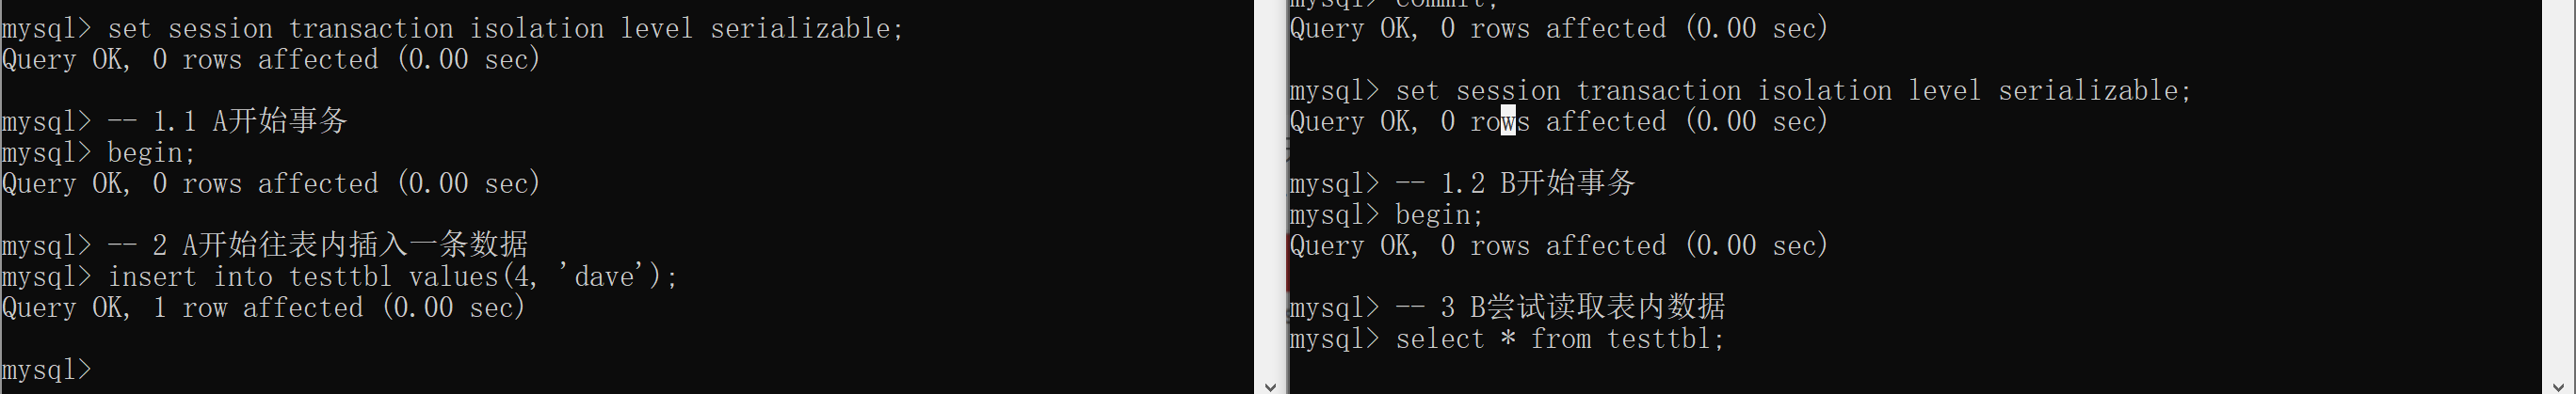 mysql> set session transaction isolation level serializable;
Query OK, 0 rows affected (0.00 sec)
mysql> -- 1.1 A开始事务
mysql> begin;
Query OK, 0 rows affected (0.00 sec)
mysql> -- 2 A开始往表内插入一条数据
mysql> insert into testtbl values(4, 'dave');
Query OK, 1 row affected (0.00 sec)
mysql>
mysql> commit;
Query OK, 0 rows affected (0.00 sec)
mysql> set session transaction isolation level serializable;
Query OK, 0 rows affected (0.00 sec)
mysql> -- 1.2 B开始事务
mysql> begin;
Query OK, 0 rows affected (0.00 sec)
mysql> -- 3 B尝试读取表内数据
mysql> select * from testtbl;